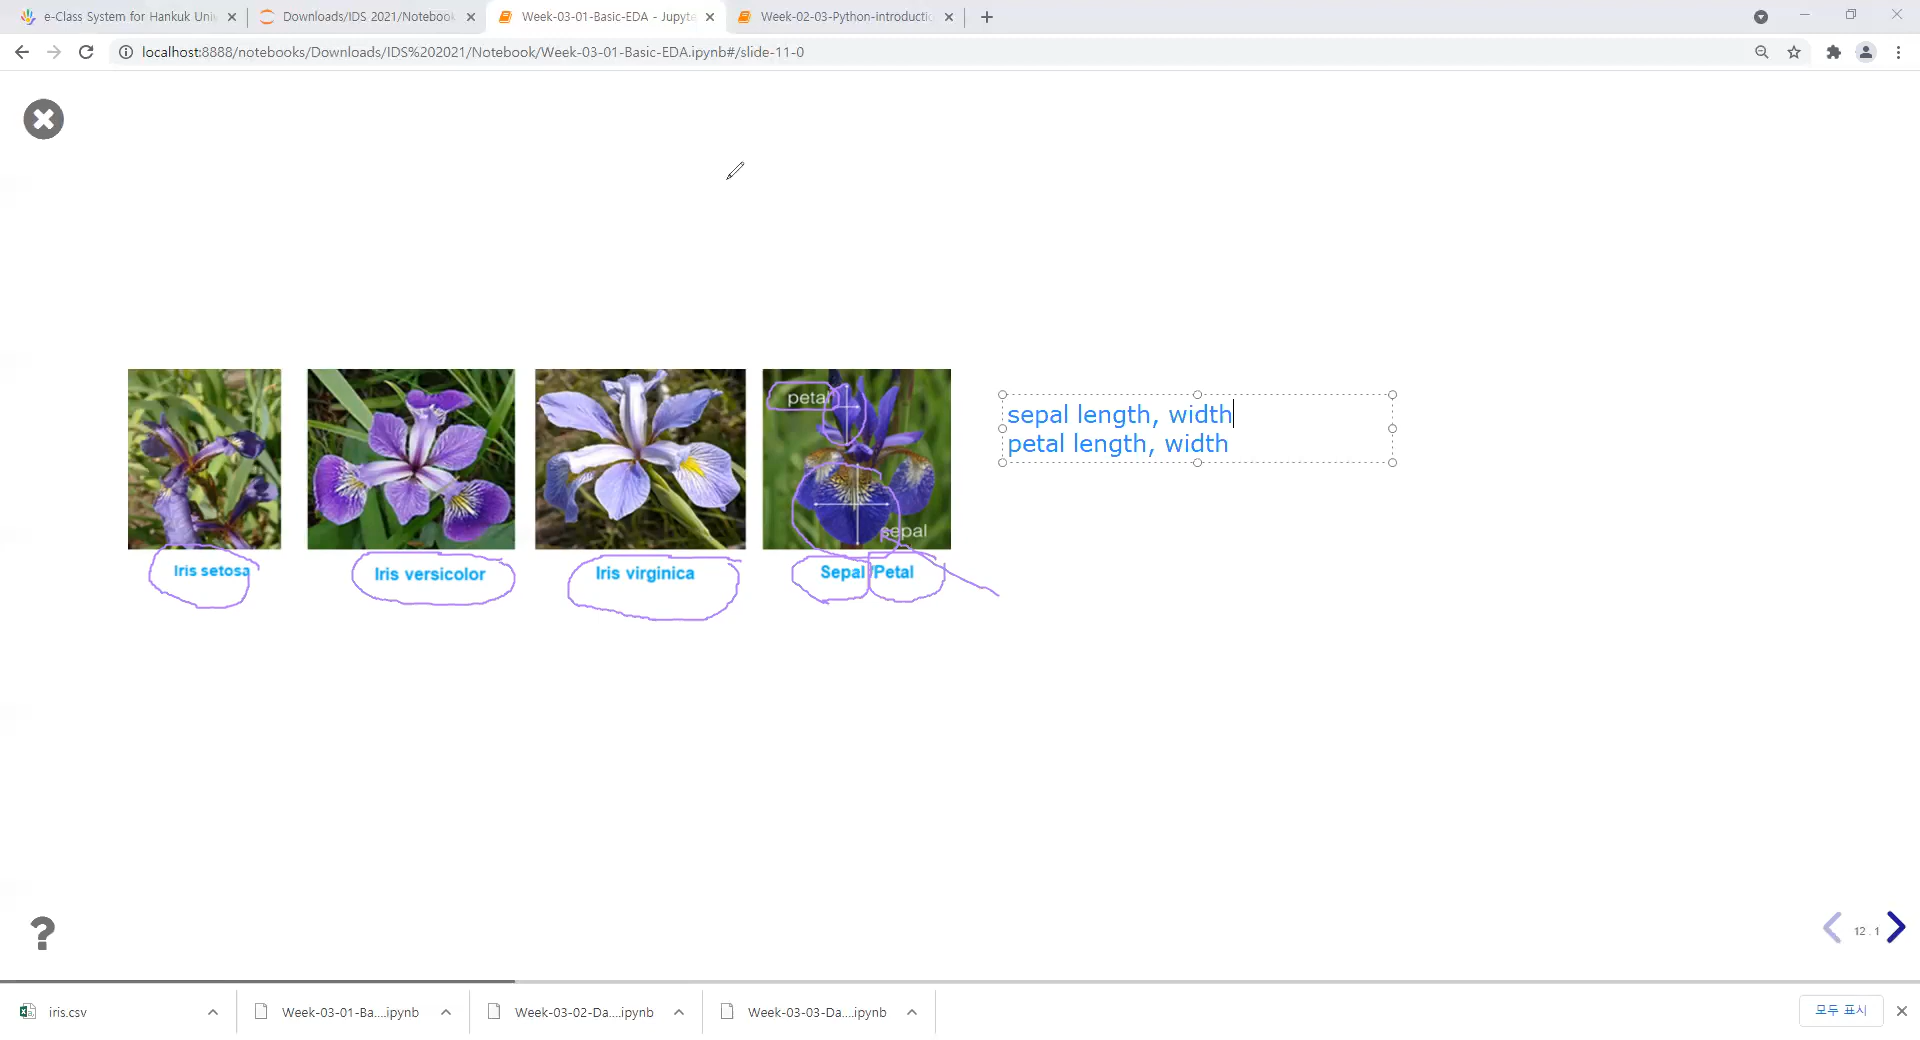 e-Class System for Hankuk Uni
Downloads/IDS 2021/Notebook
Week-03-01-Basic-EDA - Jupyte
Week-02-03-Python-introducti
localhost:8888/notebooks/Downloads/IDS%202021/Notebook/Week-03-01-Basic-EDA.ipynb#/slide-11-0
petal
sepal
sepal length, width
petal length, width
Iris setosa
Iris versicolor
Iris virginica
Sepal/Petal
?
12.1
iris.csv
Week-03-01-Ba....ipynb
Week-03-02-Da....ipynb
Week-03-03-Da....ipynb
모두 표시